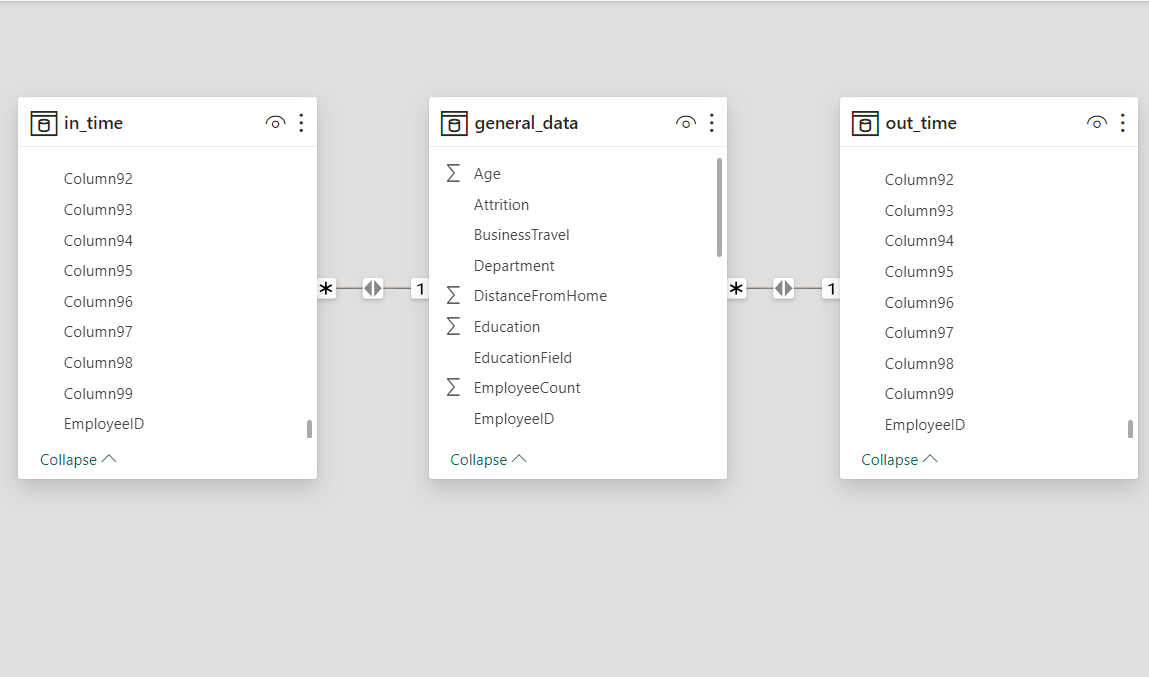 in_time
Column92
Column93
Column94
Column95
Column96
Column97
Column98
Column99
EmployeeID
Collapse
* 1
general_data
Σ Age
Attrition
BusinessTravel
Department
Σ DistanceFromHome
Σ Education
EducationField
Σ EmployeeCount
EmployeeID
Collapse
* 1
out_time
Column92
Column93
Column94
Column95
Column96
Column97
Column98
Column99
EmployeeID
Collapse